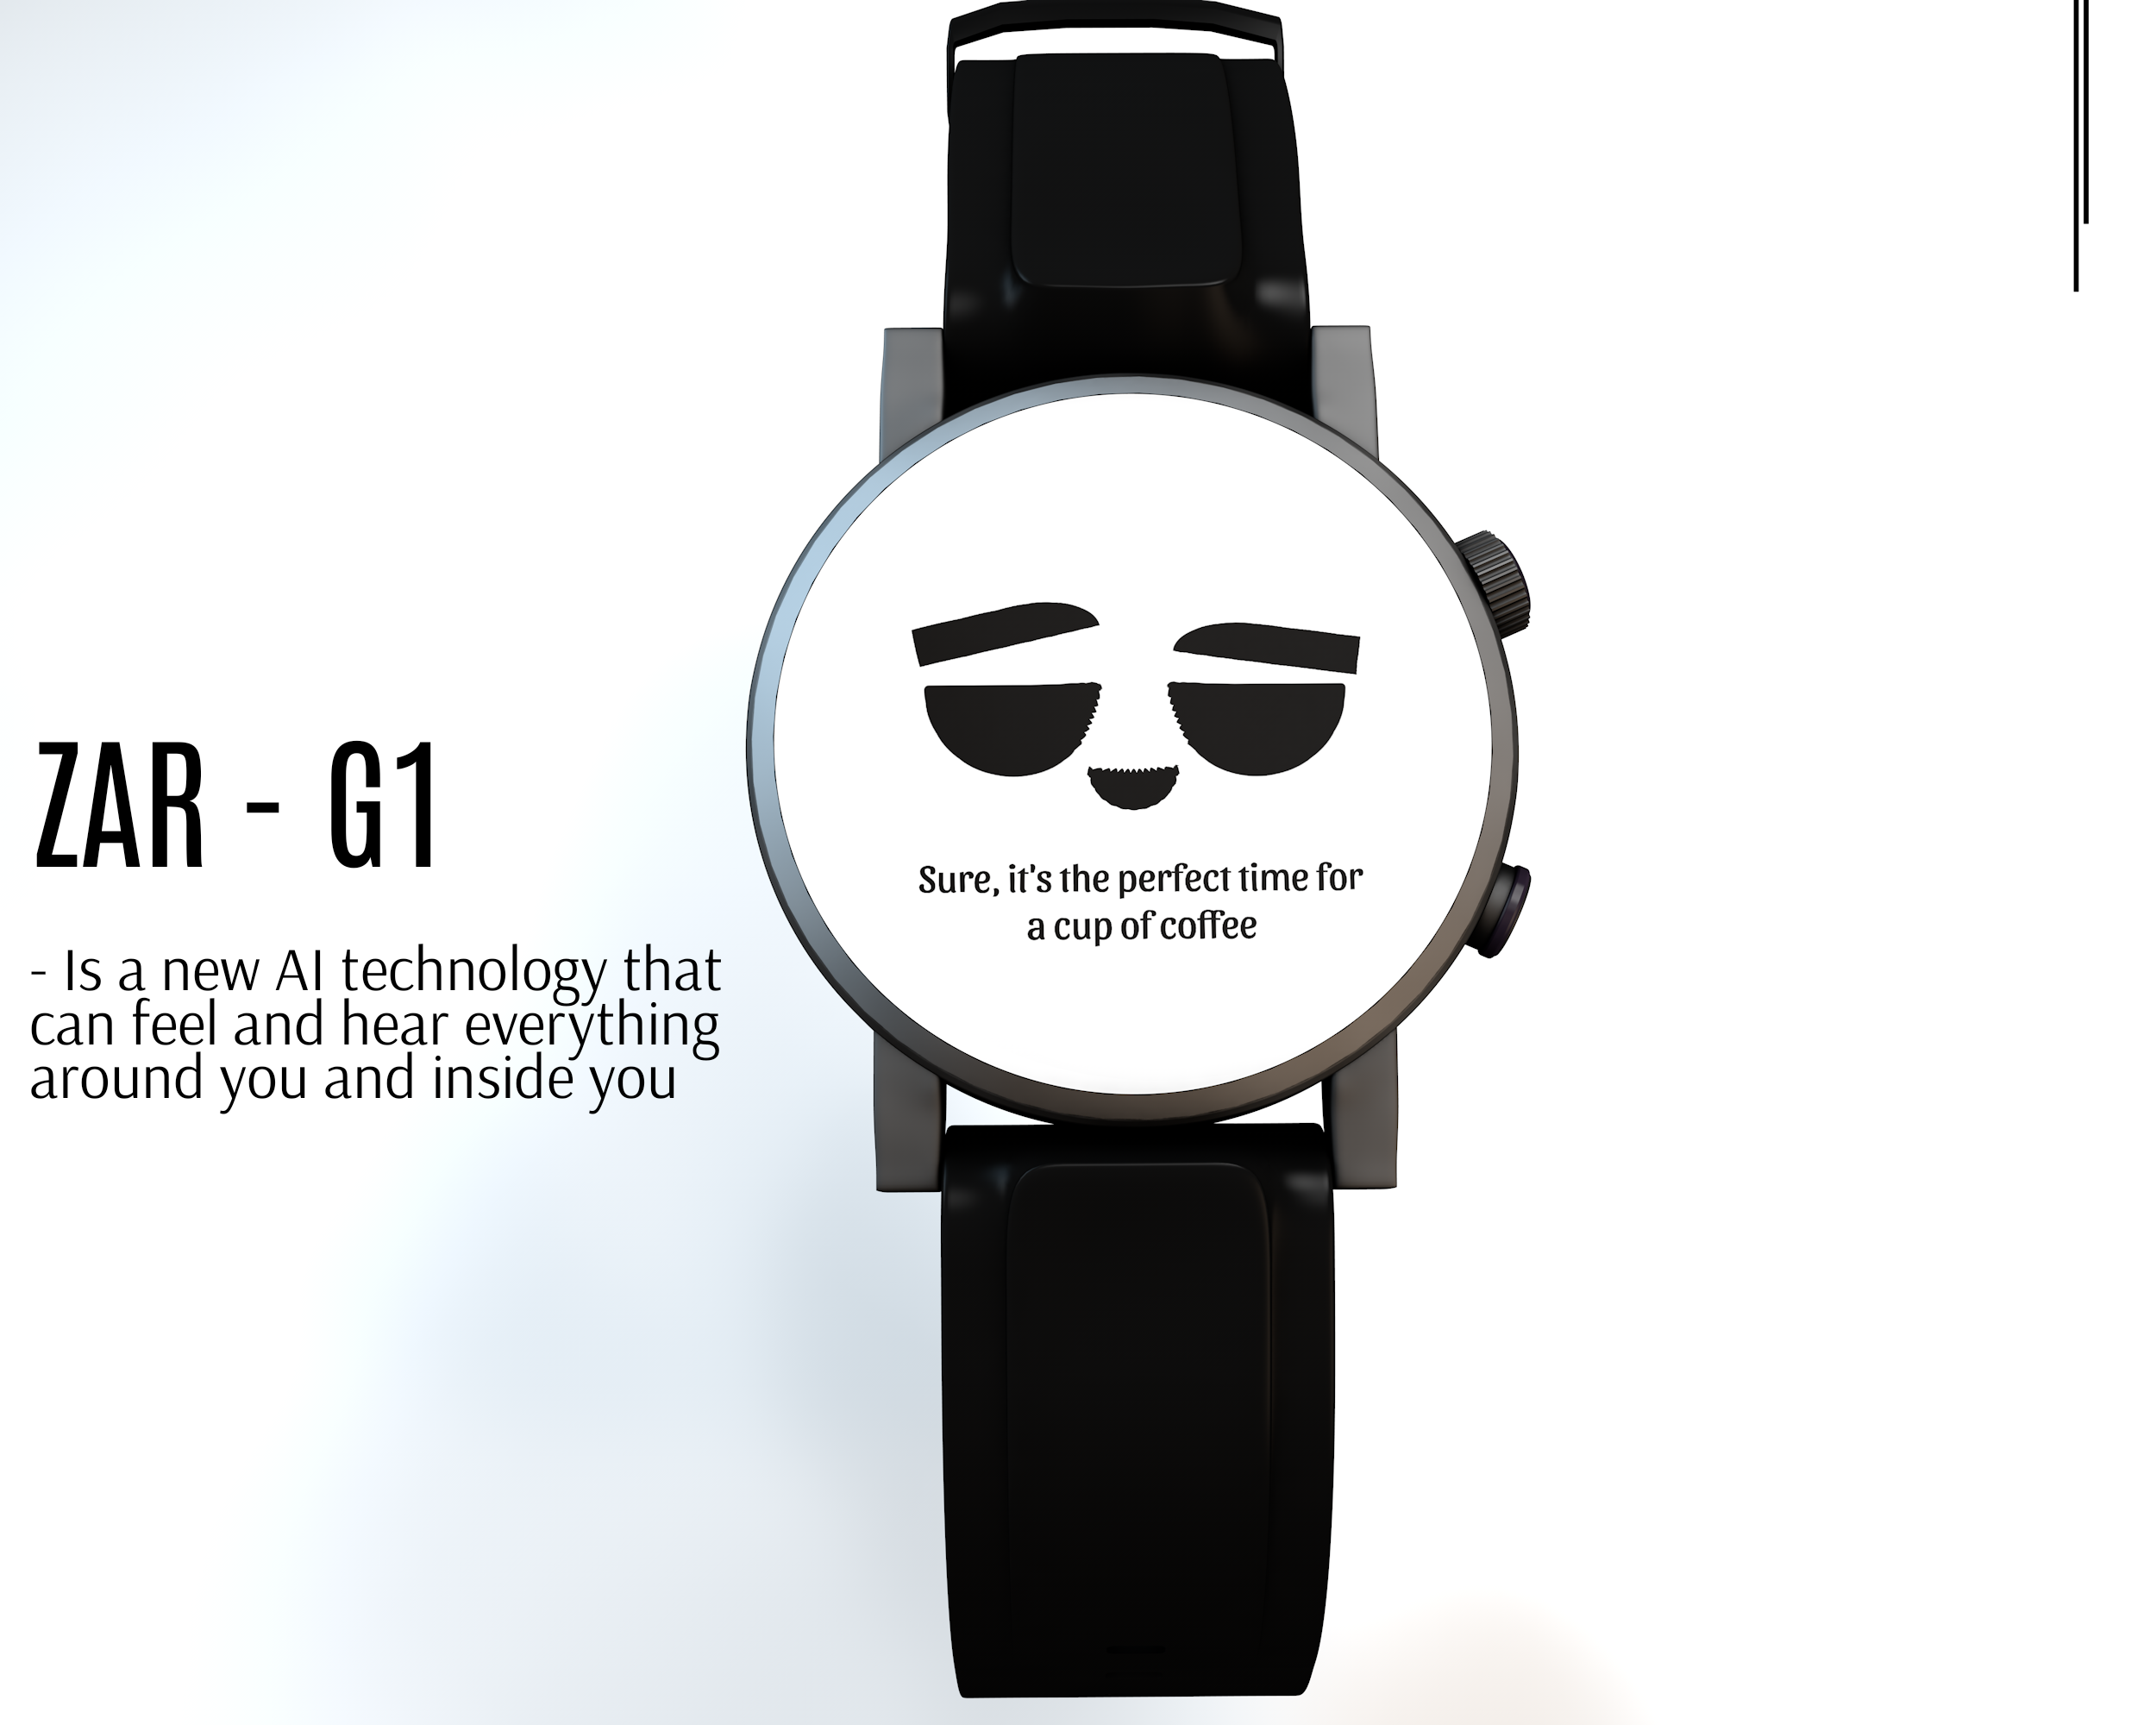 ZAR - G1
- Is a new AI technology that
can feel and hear everything
around you and inside you
Sure, it's the perfect time for
a cup of coffee